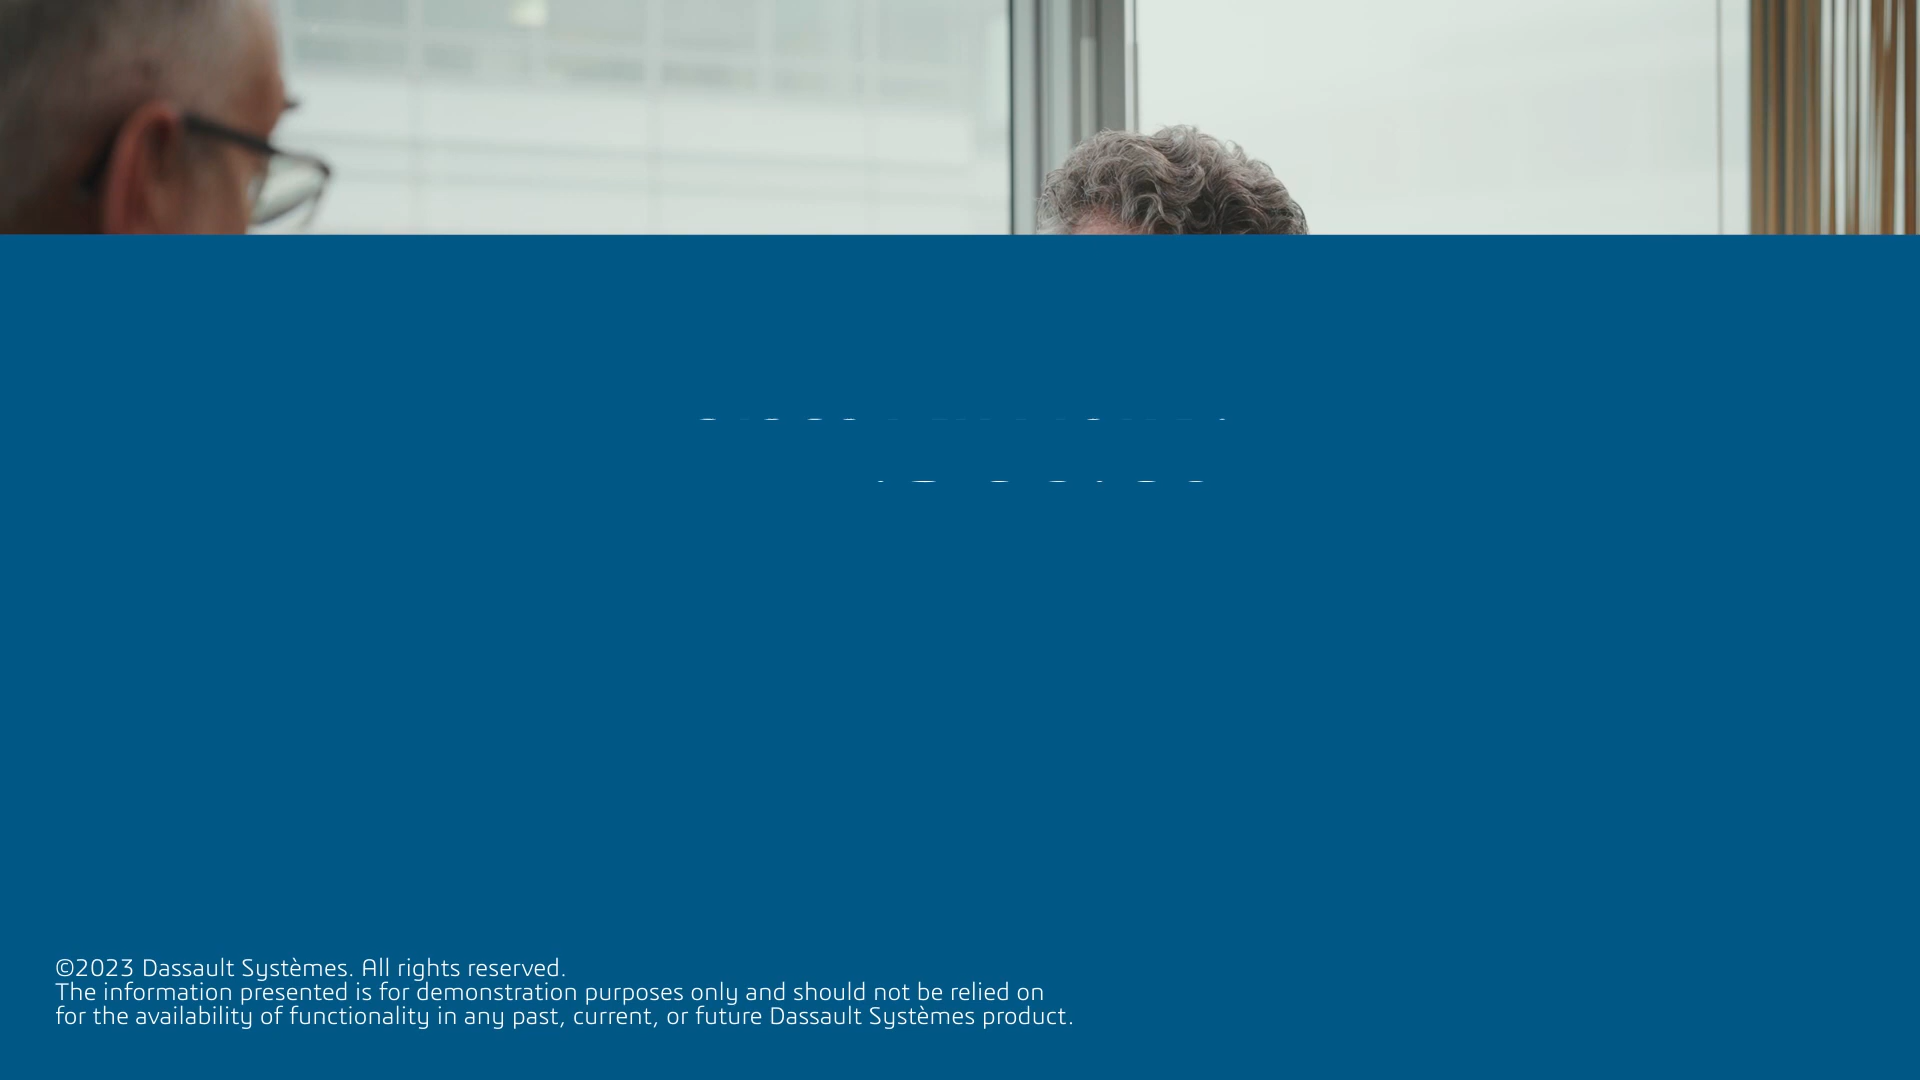 ©2023 Dassault Systèmes. All rights reserved.
The information presented is for demonstration purposes only and should not be relied on
for the availability of functionality in any past, current, or future Dassault Systèmes product.